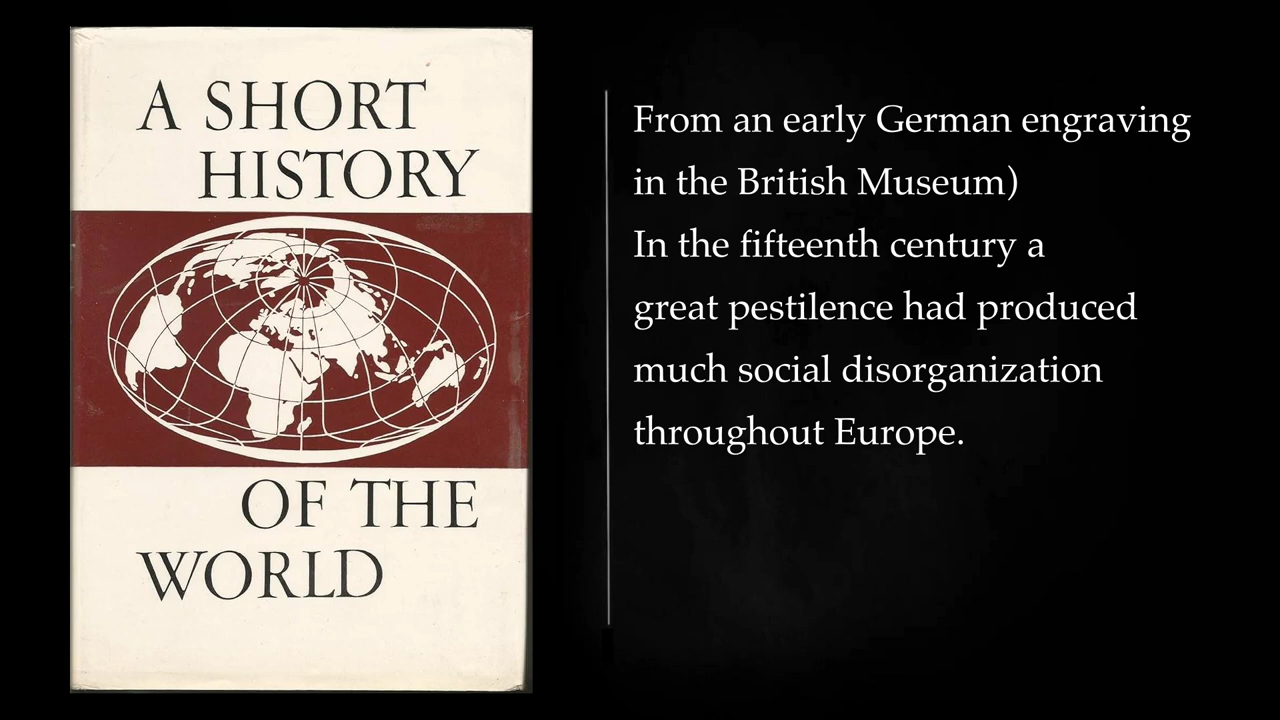 A SHORT
HISTORY
OF THE
WORLD
From an early German engraving
in the British Museum)
In the fifteenth century a
great pestilence had produced
much social disorganization
throughout Europe.